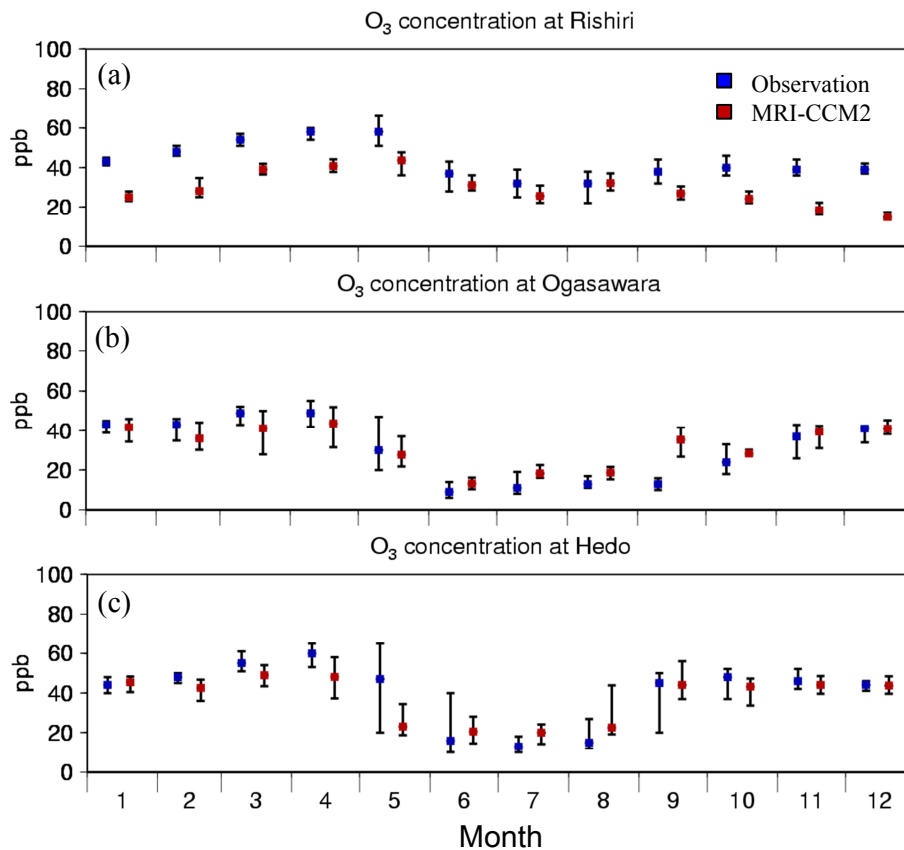 O₃ concentration at Rishiri
100
80
60
40
20
0
ppb
(a)
Observation
MRI-CCM2
O₃ concentration at Ogasawara
100
80
60
40
20
0
ppb
(b)
O₃ concentration at Hedo
100
80
60
40
20
0
ppb
(c)
1 2 3 4 5 6 7 8 9 10 11 12
Month